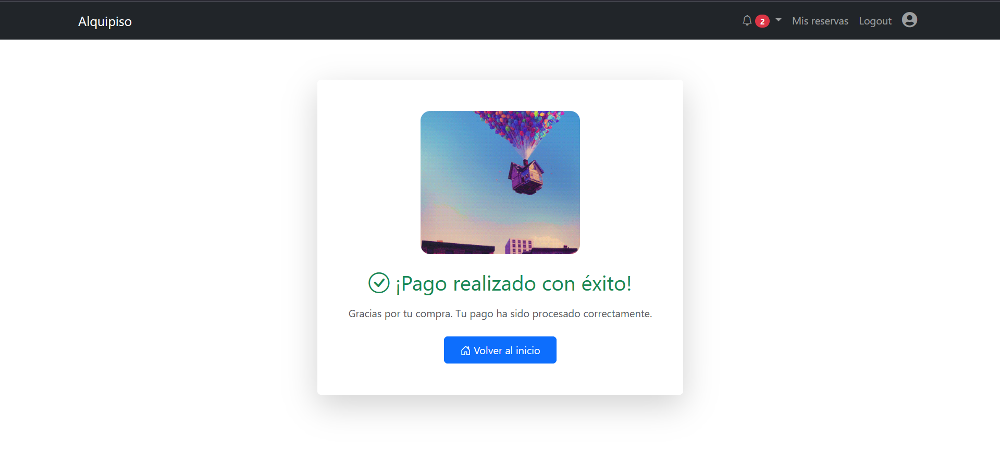 Alquipiso
2
Mis reservas
Logout
¡Pago realizado con éxito!
Gracias por tu compra. Tu pago ha sido procesado correctamente.
Volver al inicio